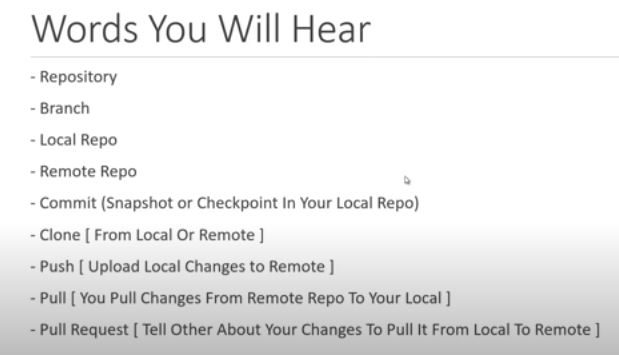 Words You Will Hear
- Repository
- Branch
- Local Repo
- Remote Repo
- Commit (Snapshot or Checkpoint In Your Local Repo)
- Clone [ From Local Or Remote ]
- Push [ Upload Local Changes to Remote ]
- Pull [ You Pull Changes From Remote Repo To Your Local ]
- Pull Request [ Tell Other About Your Changes To Pull It From Local To Remote ]